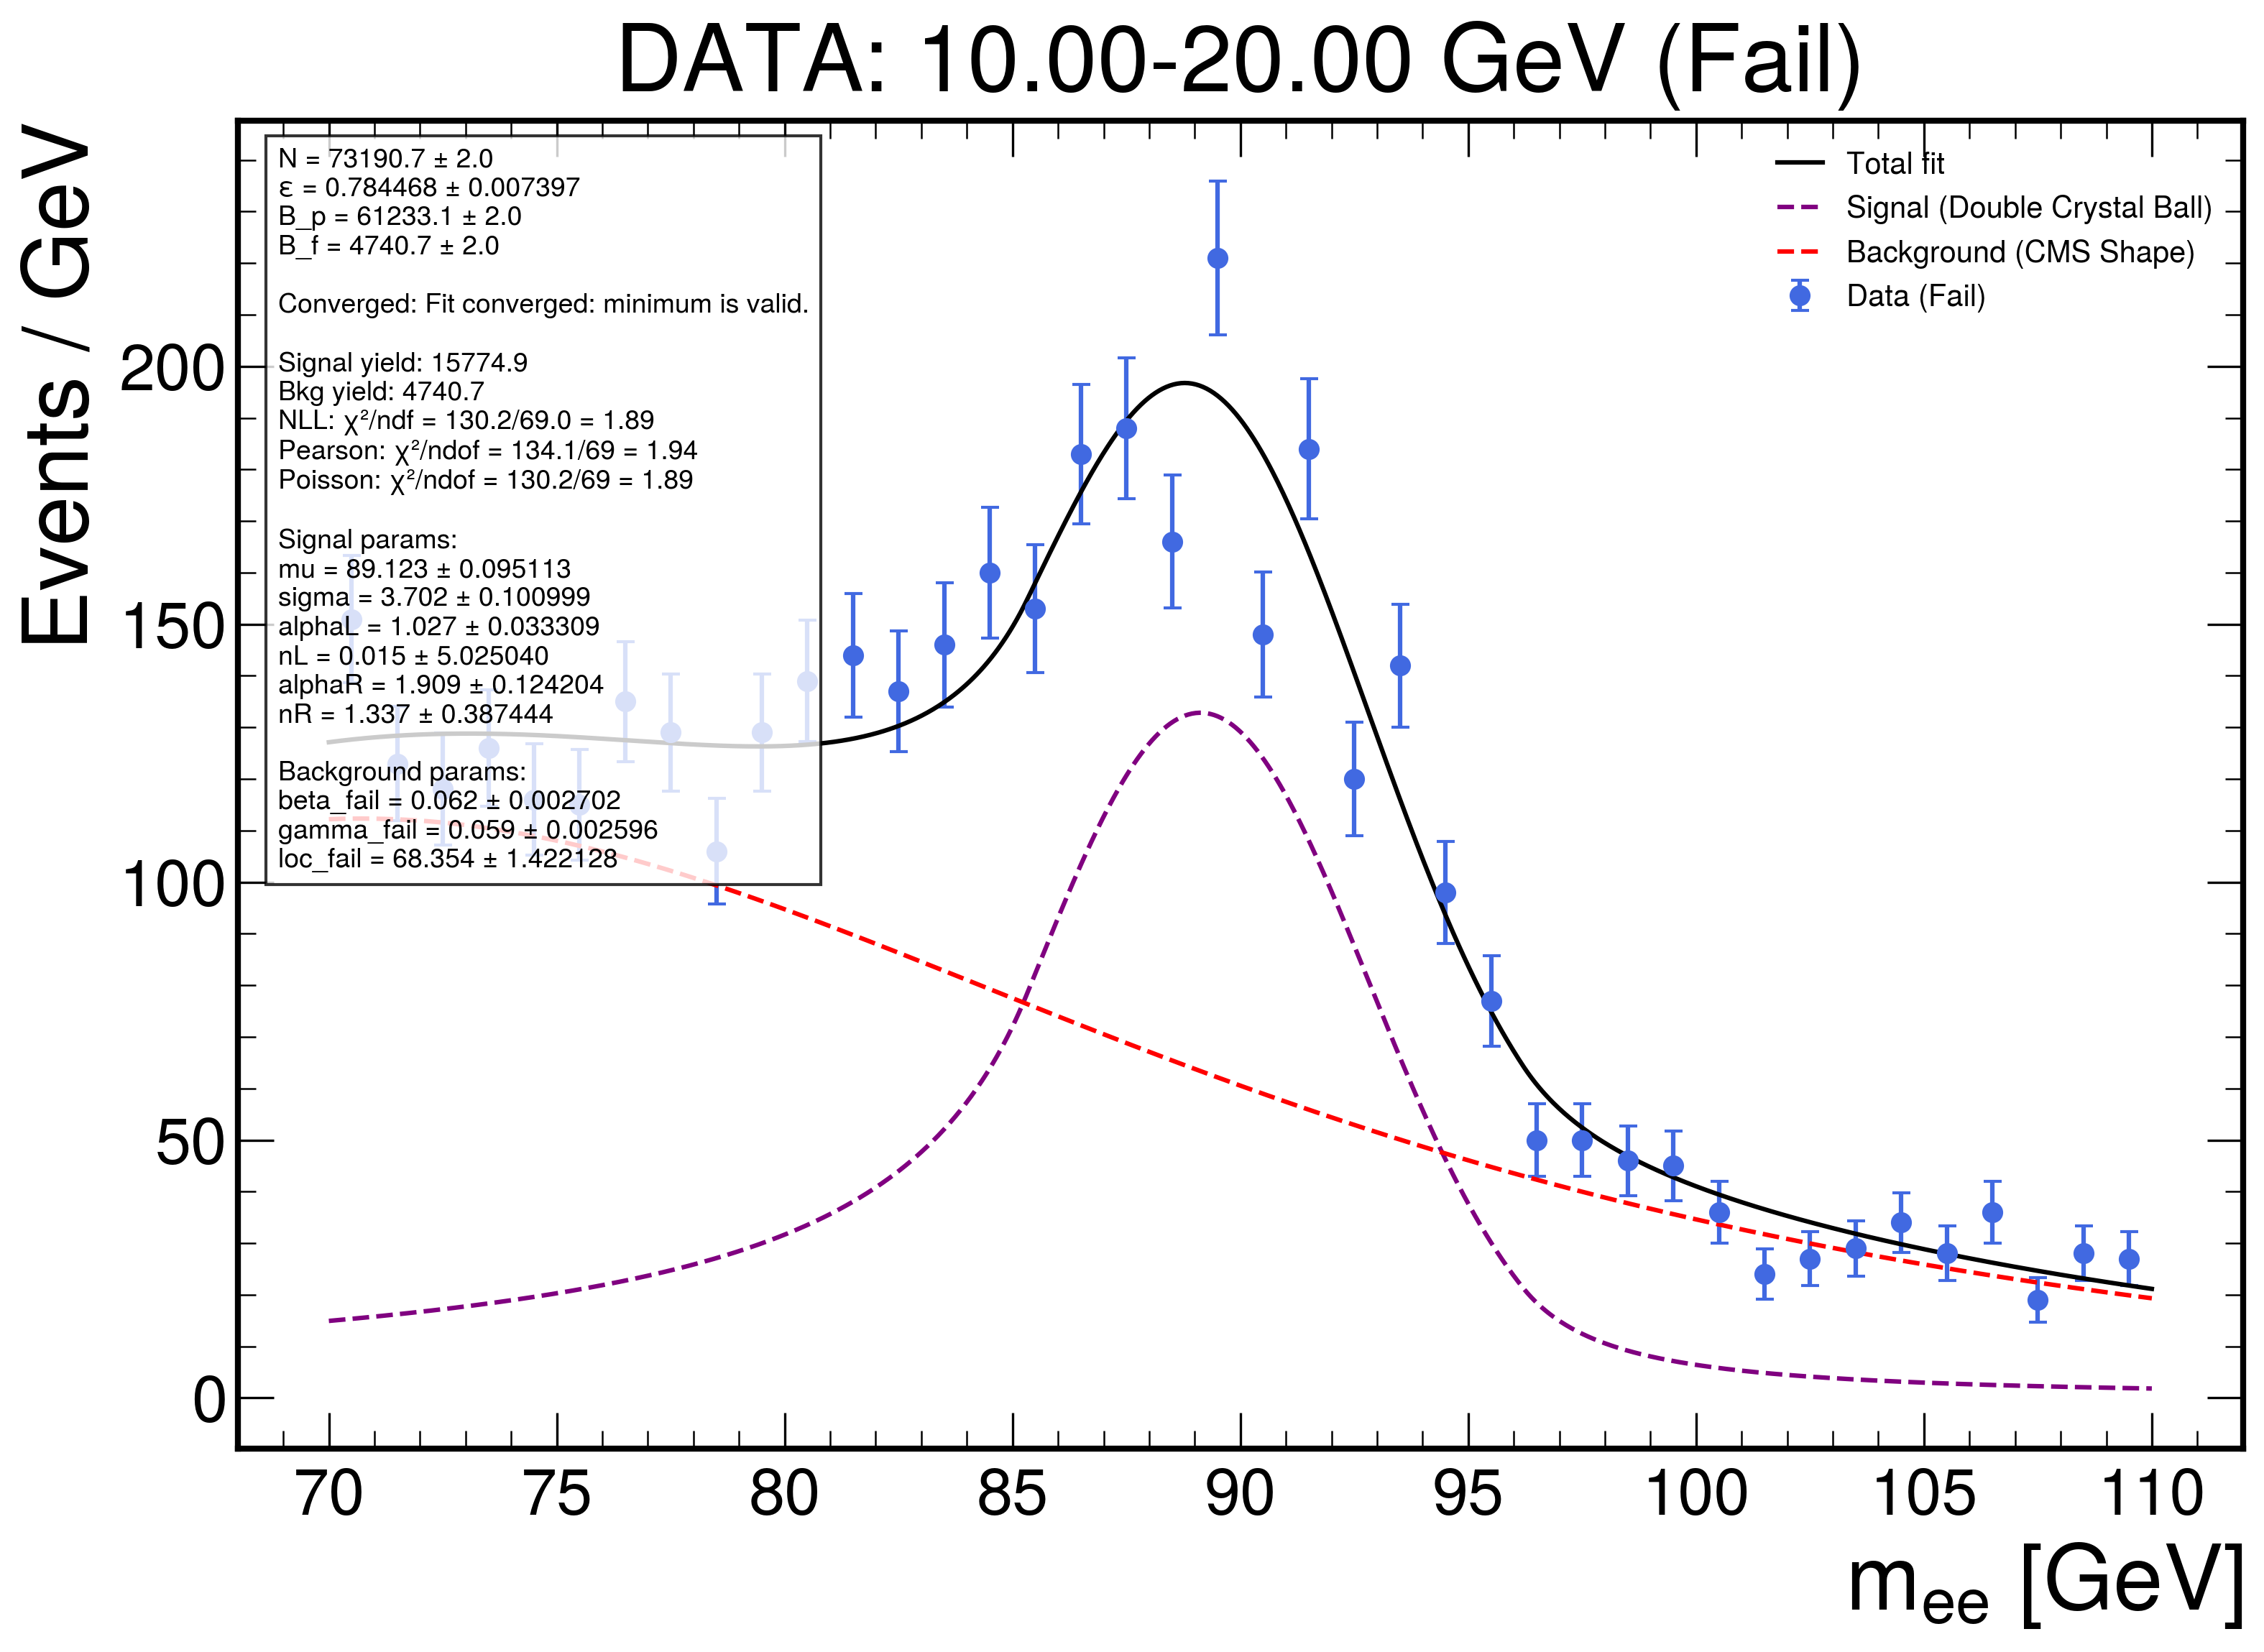 DATA: 10.00-20.00 GeV (Fail)
Events / GeV
N = 73190.7 ± 2.0
ε = 0.784468 ± 0.007397
B_p = 61233.1 ± 2.0
B_f = 4740.7 ± 2.0
Converged: Fit converged: minimum is valid.
Signal yield: 15774.9
Bkg yield: 4740.7
NLL: χ²/ndf = 130.2/69.0 = 1.89
Pearson: χ²/ndof = 134.1/69 = 1.94
Poisson: χ²/ndof = 130.2/69 = 1.89
Signal params:
mu = 89.123 ± 0.095113
sigma = 3.702 ± 0.100999
alphaL = 1.027 ± 0.033309
nL = 0.015 ± 5.025040
alphaR = 1.909 ± 0.124204
nR = 1.337 ± 0.387444
Background params:
beta_fail = 0.062 ± 0.002702
gamma_fail = 0.059 ± 0.002596
loc_fail = 68.354 ± 1.422128
Total fit
Signal (Double Crystal Ball)
Background (CMS Shape)
Data (Fail)
200
150
100
50
0
70 75 80 85 90 95 100 105 110
m_ee [GeV]